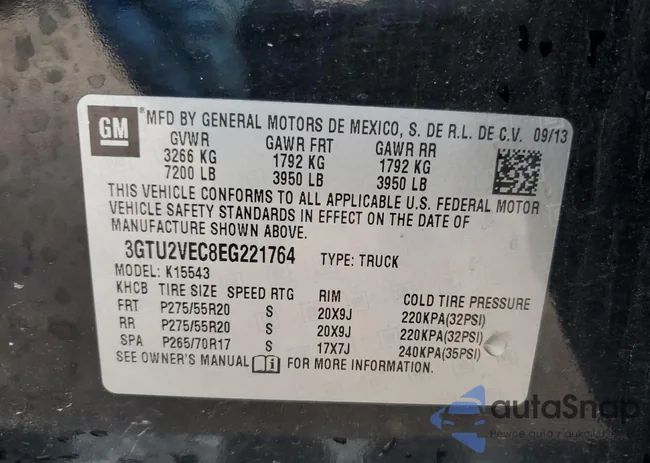 GM
*MFD BY GENERAL MOTORS DE MEXICO, S. DE R.L. DE C.V. 09/13
GVWR GAWR FRT GAWR RR
3266 KG 1792 KG 1792 KG
7200 LB 3950 LB 3950 LB
THIS VEHICLE CONFORMS TO ALL APPLICABLE U.S. FEDERAL MOTOR
VEHICLE SAFETY STANDARDS IN EFFECT ON THE DATE OF
MANUFACTURE SHOWN ABOVE.
3GTU2VEC8EG221764 TYPE: TRUCK
MODEL: K15543
KHCB TIRE SIZE SPEED RTG RIM COLD TIRE PRESSURE
FRT P275/55R20 S 20X9J 220KPA(32PSI)
RR P275/55R20 S 20X9J 220KPA(32PSI)
SPA P265/70R17 S 17X7J 240KPA(35PSI)
SEE OWNER'S MANUAL i FOR MORE INFORMATION.
autoSnap
Pewce auta z aukcji